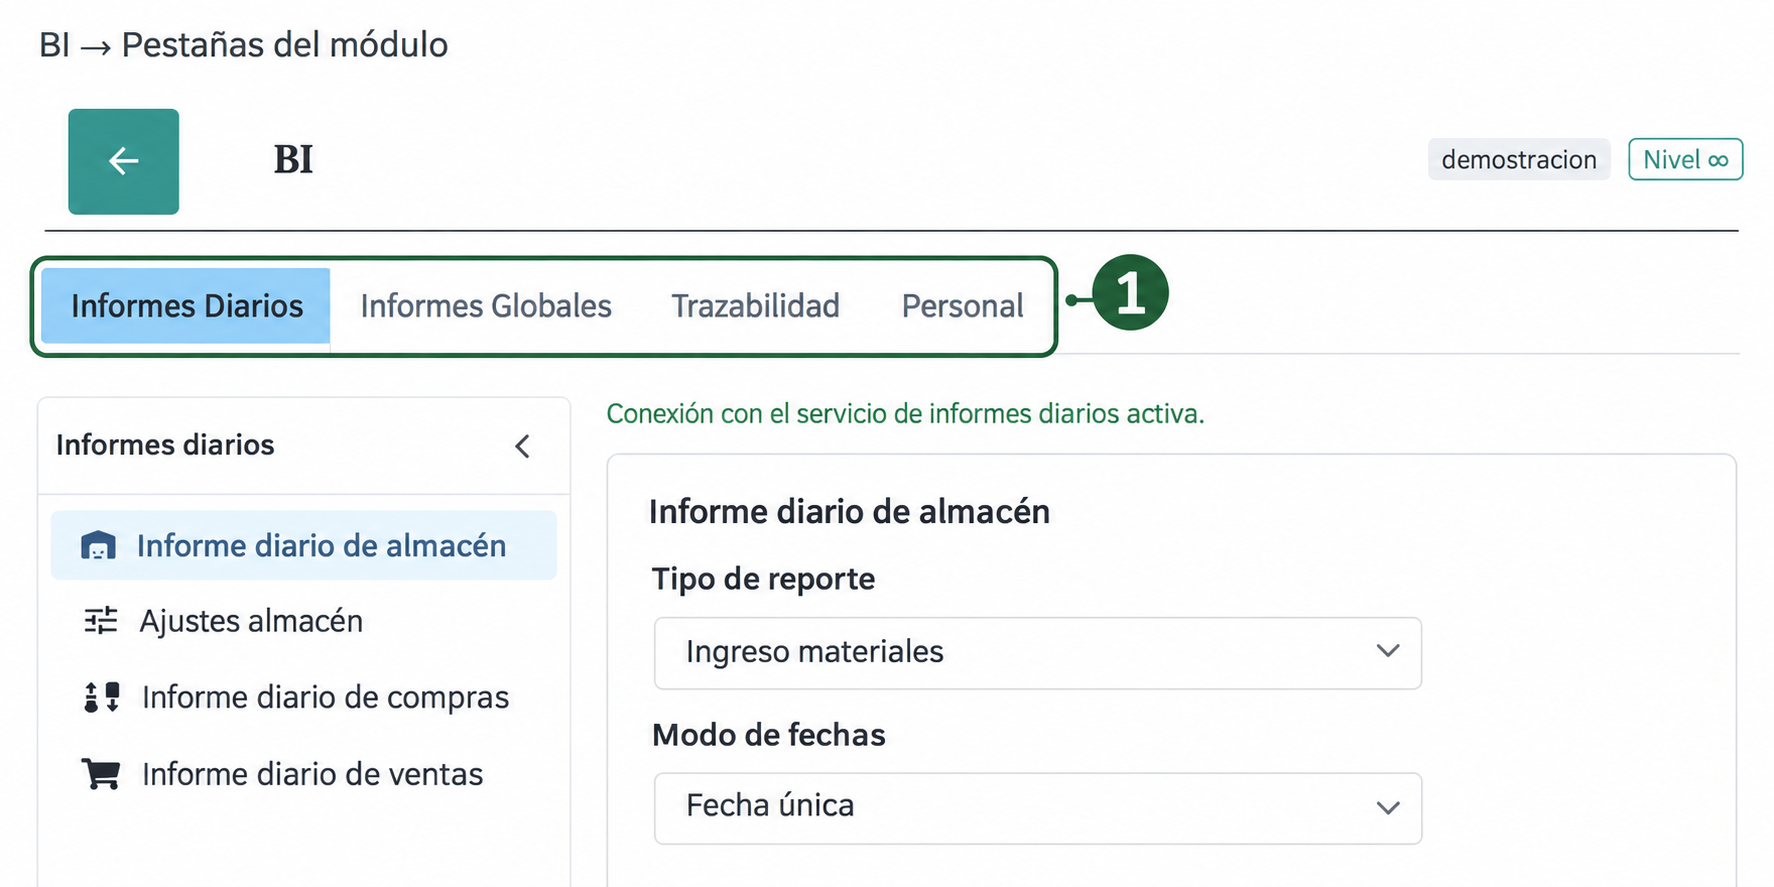 BI → Pestañas del módulo
←
BI
demostracion
Nivel ∞
Informes Diarios
Informes Globales
Trazabilidad
Personal
1
Informes diarios
Informe diario de almacén
Ajustes almacén
Informe diario de compras
Informe diario de ventas
Conexión con el servicio de informes diarios activa.
Informe diario de almacén
Tipo de reporte
Ingreso materiales
Modo de fechas
Fecha única